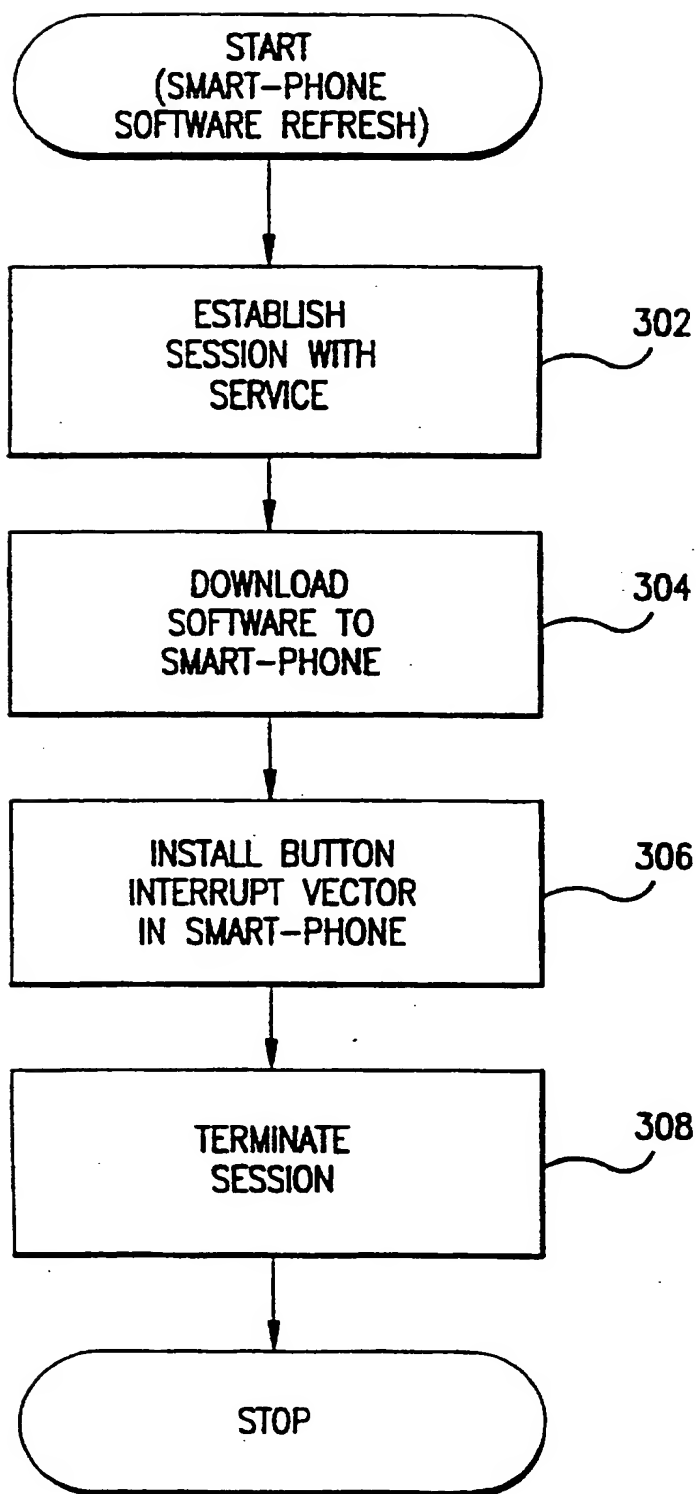 START
(SMART-PHONE
SOFTWARE REFRESH)
ESTABLISH
SESSION WITH
SERVICE
302
DOWNLOAD
SOFTWARE TO
SMART-PHONE
304
INSTALL BUTTON
INTERRUPT VECTOR
IN SMART-PHONE
306
TERMINATE
SESSION
308
STOP